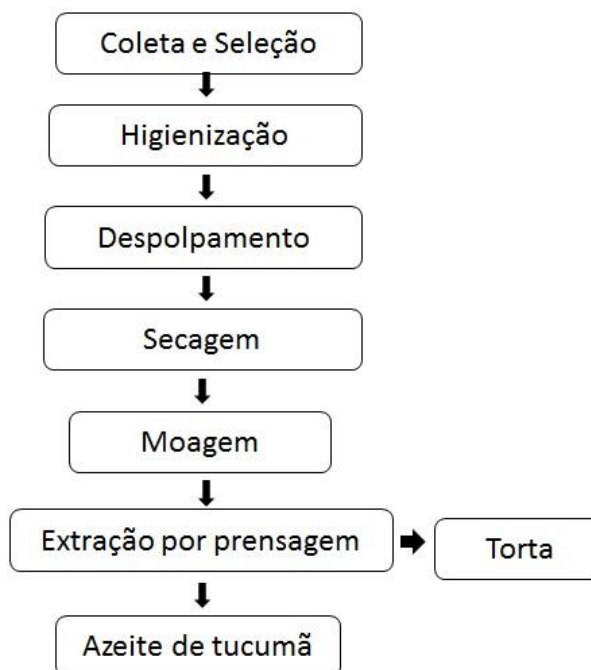 Coleta e Seleção
Higienização
Despolpamento
Secagem
Moagem
Extração por prensagem
Torta
Azeite de tucumã